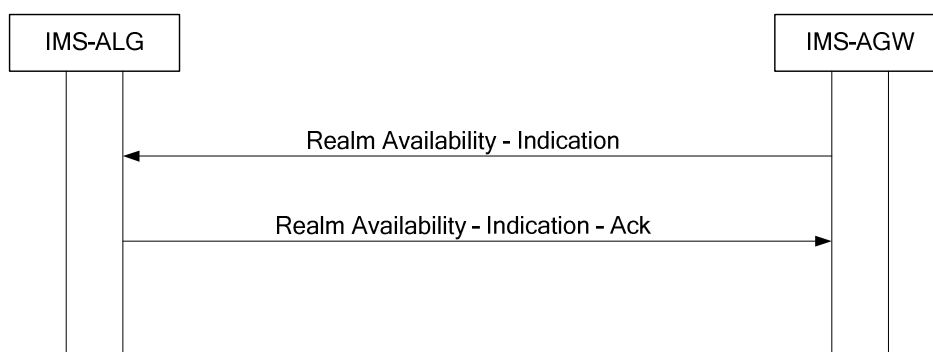 IMS-ALG
IMS-AGW
Realm Availability - Indication
Realm Availability - Indication - Ack